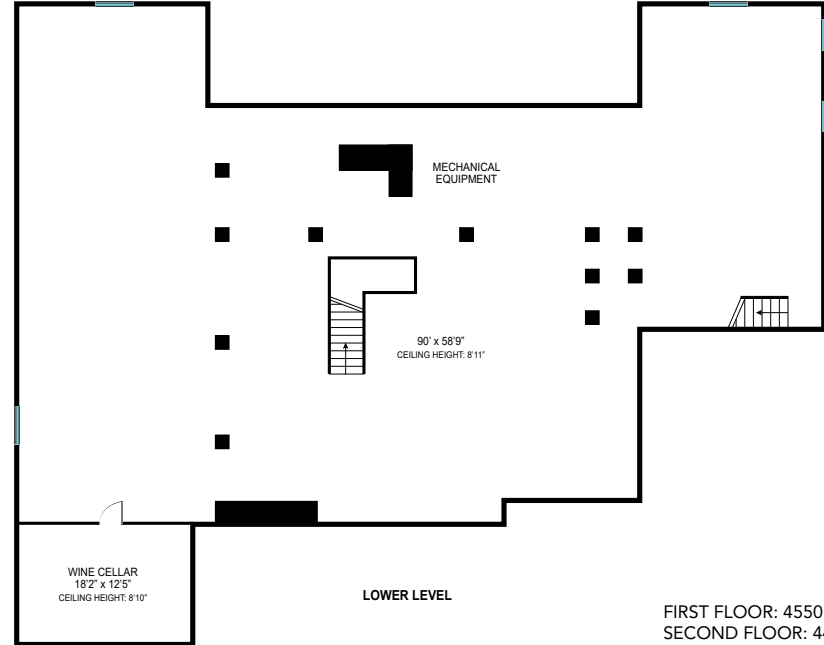 MECHANICAL
EQUIPMENT
90' x 58'9"
CEILING HEIGHT: 8'11"
WINE CELLAR
18'2" x 12'5"
CEILING HEIGHT: 8'10"
LOWER LEVEL
FIRST FLOOR: 4550
SECOND FLOOR: